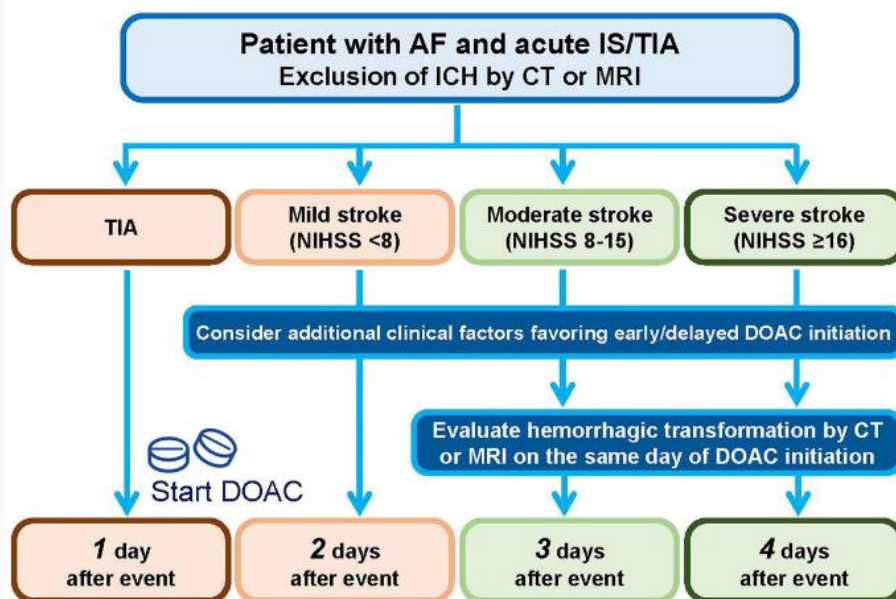 Patient with AF and acute IS/TIA
Exclusion of ICH by CT or MRI
TIA
Mild stroke
(NIHSS <8)
Moderate stroke
(NIHSS 8-15)
Severe stroke
(NIHSS ≥16)
Consider additional clinical factors favoring early/delayed DOAC initiation
Evaluate hemorrhagic transformation by CT
or MRI on the same day of DOAC initiation
Start DOAC
1 day
after event
2 days
after event
3 days
after event
4 days
after event